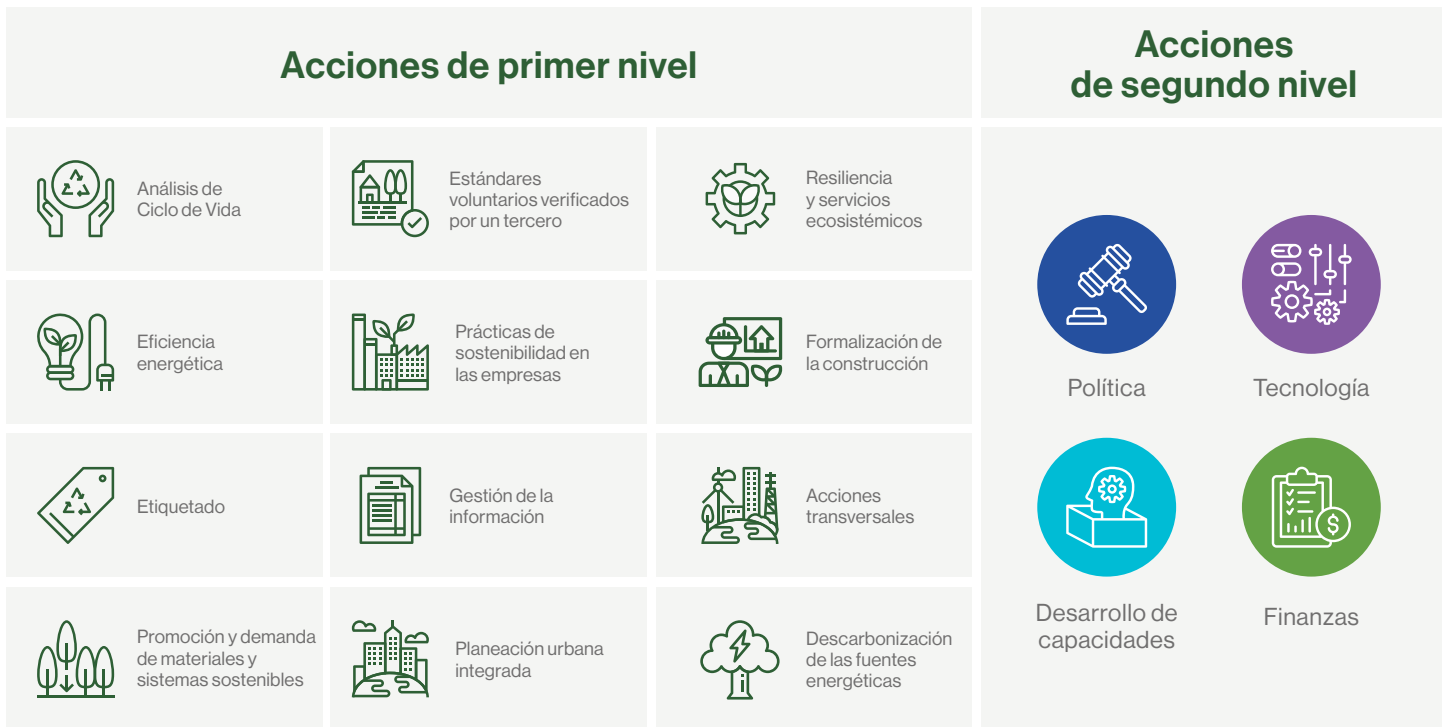 Acciones de primer nivel
Acciones
de segundo nivel
Análisis de
Ciclo de Vida
Estándares
voluntarios verificados
por un tercero
Resiliencia
y servicios
ecosistémicos
Eficiencia
energética
Prácticas de
sostenibilidad en
las empresas
Formalización de
la construcción
Etiquetado
Gestión de la
información
Acciones
transversales
Promoción y demanda
de materiales y
sistemas sostenibles
Planeación urbana
integrada
Descarbonización
de las fuentes
energéticas
Política
Tecnología
Desarrollo de
capacidades
$
Finanzas